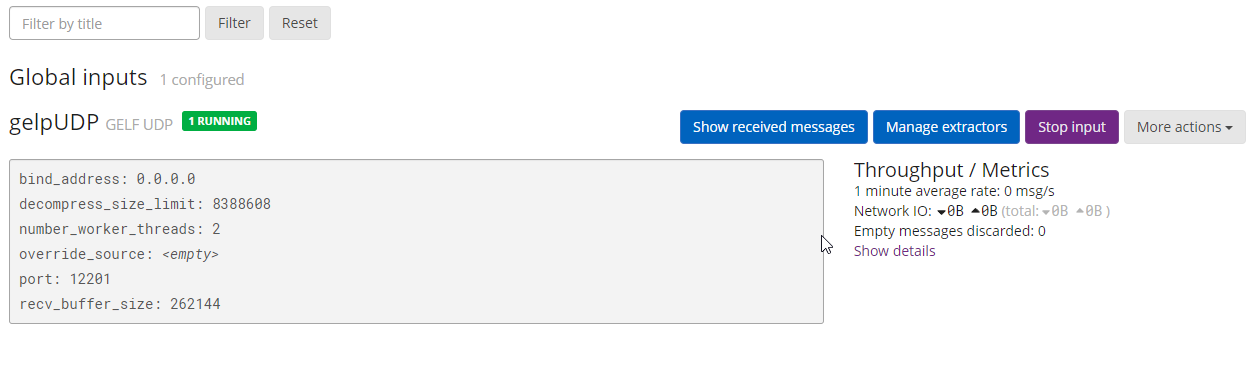 Filter by title Filter Reset
Global inputs 1 configured
gelpUDP GELF UDP 1 RUNNING Show received messages Manage extractors Stop input More actions
bind_address: 0.0.0.0
decompress_size_limit: 8388608
number_worker_threads: 2
override_source: <empty>
port: 12201
recv_buffer_size: 262144
Throughput / Metrics
1 minute average rate: 0 msg/s
Network IO: 0B 0B (total: 0B 0B )
Empty messages discarded: 0
Show details